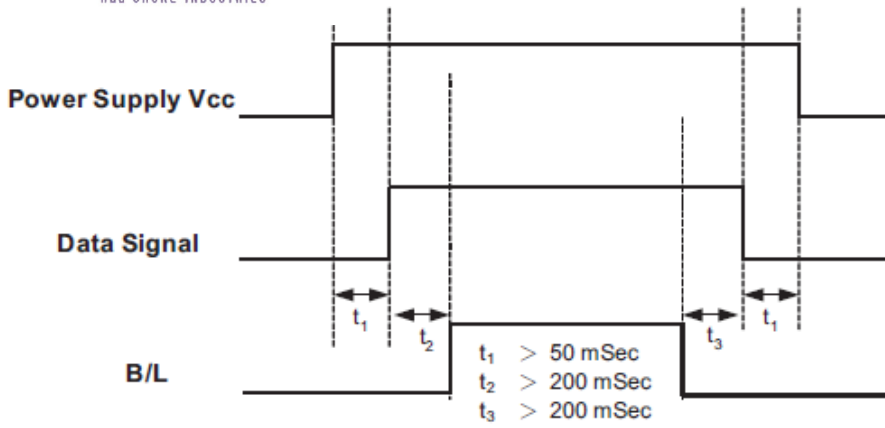 Power Supply Vcc
Data Signal
t₁
t₂
t₃
t₁
B/L
t₁ > 50 mSec
t₂ > 200 mSec
t₃ > 200 mSec